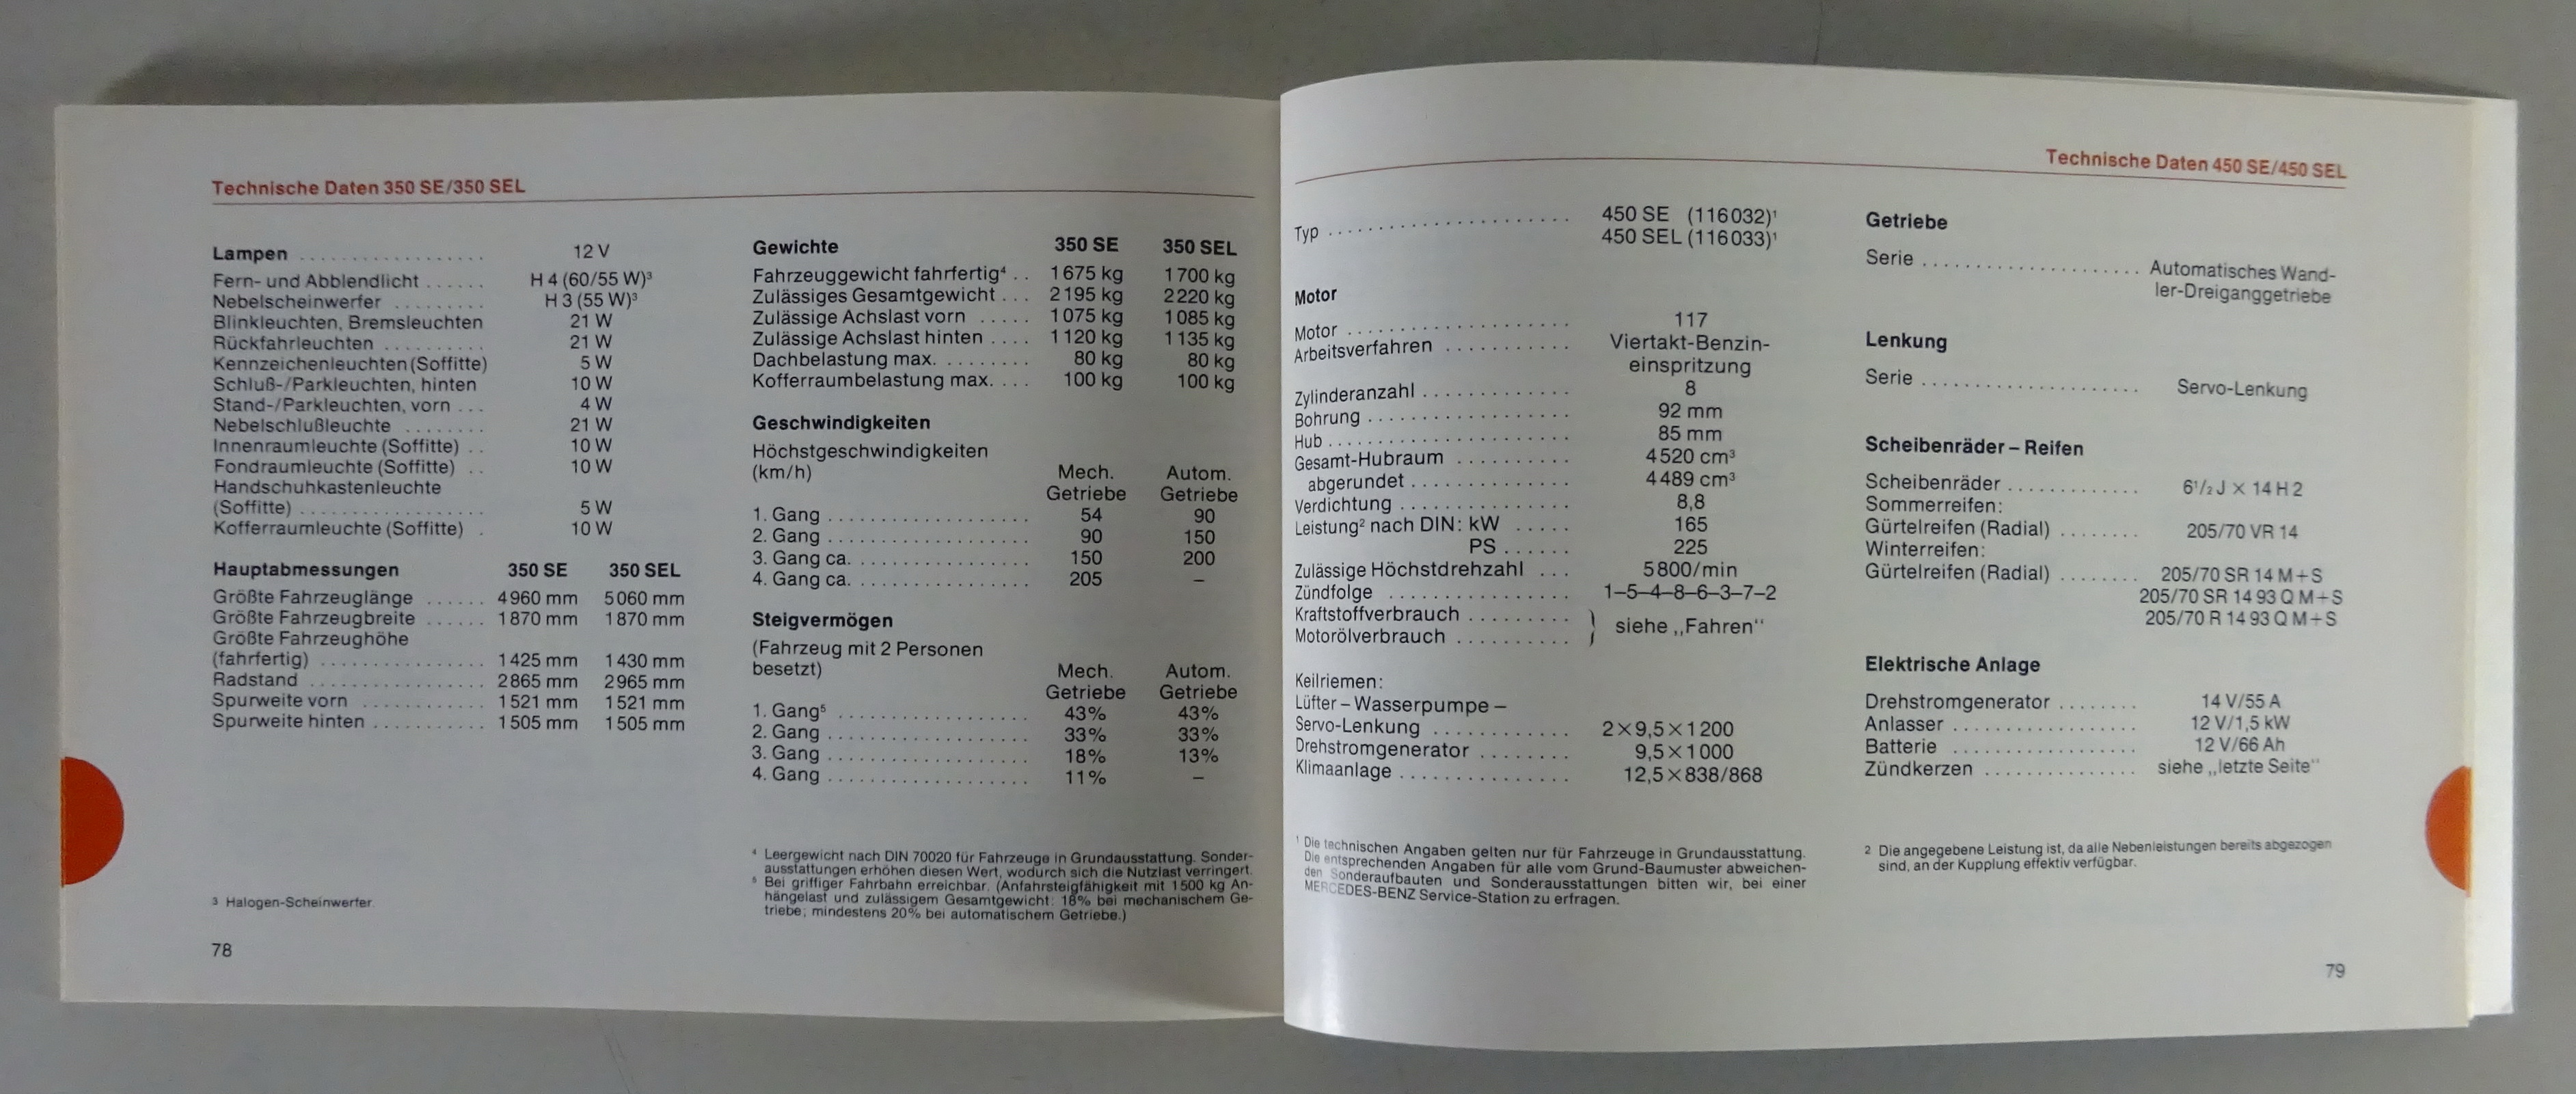 Technische Daten 350 SE/350 SEL
Lampen .................. 12 V
Fern- und Abblendlicht ...... H 4 (60/55 W)³
Nebelscheinwerfer ......... H 3 (55 W)³
Blinkleuchten, Bremsleuchten 21 W
Rückfahrleuchten .......... 21 W
Kennzeichenleuchten (Soffitte) 5 W
Schluß-/Parkleuchten, hinten 10 W
Stand-/Parkleuchten, vorn ... 4 W
Nebelschlußleuchte ........ 21 W
Innenraumleuchte (Soffitte) .. 10 W
Fondraumleuchte (Soffitte) .. 10 W
Handschuhkastenleuchte
(Soffitte) .................. 5 W
Kofferraumleuchte (Soffitte) . 10 W
Hauptabmessungen 350 SE 350 SEL
Größte Fahrzeuglänge ...... 4960 mm 5060 mm
Größte Fahrzeugbreite ...... 1870 mm 1870 mm
Größte Fahrzeughöhe
(fahrfertig) ................ 1425 mm 1430 mm
Radstand ................. 2865 mm 2965 mm
Spurweite vorn ............ 1521 mm 1521 mm
Spurweite hinten ........... 1505 mm 1505 mm
³ Halogen-Scheinwerfer.
78
Gewichte 350 SE 350 SEL
Fahrzeuggewicht fahrfertig⁴ .. 1675 kg 1700 kg
Zulässiges Gesamtgewicht ... 2195 kg 2220 kg
Zulässige Achslast vorn ..... 1075 kg 1085 kg
Zulässige Achslast hinten .... 1120 kg 1135 kg
Dachbelastung max. ......... 80 kg 80 kg
Kofferraumbelastung max. ... 100 kg 100 kg
Geschwindigkeiten
Höchstgeschwindigkeiten
(km/h) Mech. Autom.
Getriebe Getriebe
1. Gang ................... 54 90
2. Gang ................... 90 150
3. Gang ca. ................ 150 200
4. Gang ca. ................ 205 –
Steigvermögen
(Fahrzeug mit 2 Personen
besetzt) Mech. Autom.
Getriebe Getriebe
1. Gang⁵ .................. 43% 43%
2. Gang ................... 33% 33%
3. Gang ................... 18% 13%
4. Gang ................... 11% –
⁴ Leergewicht nach DIN 70020 für Fahrzeuge in Grundausstattung. Sonder-
ausstattungen erhöhen diesen Wert, wodurch sich die Nutzlast verringert.
⁵ Bei griffiger Fahrbahn erreichbar. (Anfahrsteigfähigkeit mit 1500 kg An-
hängelast und zulässigem Gesamtgewicht: 18% bei mechanischem Ge-
triebe; mindestens 20% bei automatischem Getriebe.)
Technische Daten 450 SE/450 SEL
Typ ....................... 450 SE (116032)¹
450 SEL (116033)¹
Motor
Motor ..................... 117
Arbeitsverfahren ........... Viertakt-Benzin-
einspritzung
Zylinderanzahl ............. 8
Bohrung .................. 92 mm
Hub ...................... 85 mm
Gesamt-Hubraum .......... 4520 cm³
abgerundet .............. 4489 cm³
Verdichtung ............... 8,8
Leistung² nach DIN: kW ..... 165
PS ...... 225
Zulässige Höchstdrehzahl ... 5800/min
Zündfolge ................ 1–5–4–8–6–3–7–2
Kraftstoffverbrauch ......... } siehe „Fahren“
Motorölverbrauch ..........
Keilriemen:
Lüfter – Wasserpumpe –
Servo-Lenkung ............ 2×9,5×1200
Drehstromgenerator ........ 9,5×1000
Klimaanlage ............... 12,5×838/868
¹ Die technischen Angaben gelten nur für Fahrzeuge in Grundausstattung.
Die entsprechenden Angaben für alle vom Grund-Baumuster abweichen-
den Sonderaufbauten und Sonderausstattungen bitten wir, bei einer
MERCEDES-BENZ Service-Station zu erfragen.
Getriebe
Serie ..................... Automatisches Wand-
ler-Dreiganggetriebe
Lenkung
Serie ..................... Servo-Lenkung
Scheibenräder – Reifen
Scheibenräder ............. 6¹/₂ J × 14 H 2
Sommerreifen:
Gürtelreifen (Radial) ........ 205/70 VR 14
Winterreifen:
Gürtelreifen (Radial) ........ 205/70 SR 14 M+S
205/70 SR 14 93 Q M+S
205/70 R 14 93 Q M+S
Elektrische Anlage
Drehstromgenerator ........ 14 V/55 A
Anlasser .................. 12 V/1,5 kW
Batterie .................. 12 V/66 Ah
Zündkerzen ............... siehe „letzte Seite“
2 Die angegebene Leistung ist, da alle Nebenleistungen bereits abgezogen
sind, an der Kupplung effektiv verfügbar.
79